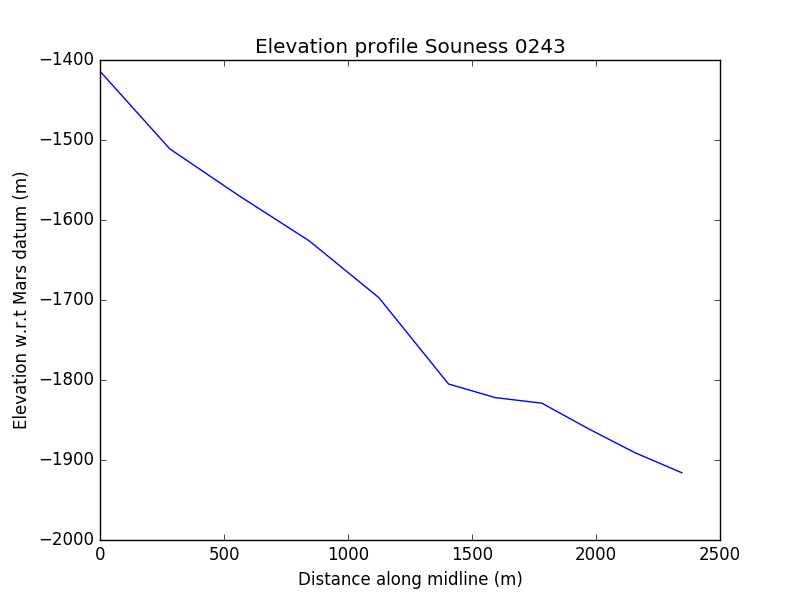 Elevation profile Souness 0243
−1400
−1500
−1600
−1700
−1800
−1900
−2000
Elevation w.r.t Mars datum (m)
0 500 1000 1500 2000 2500
Distance along midline (m)